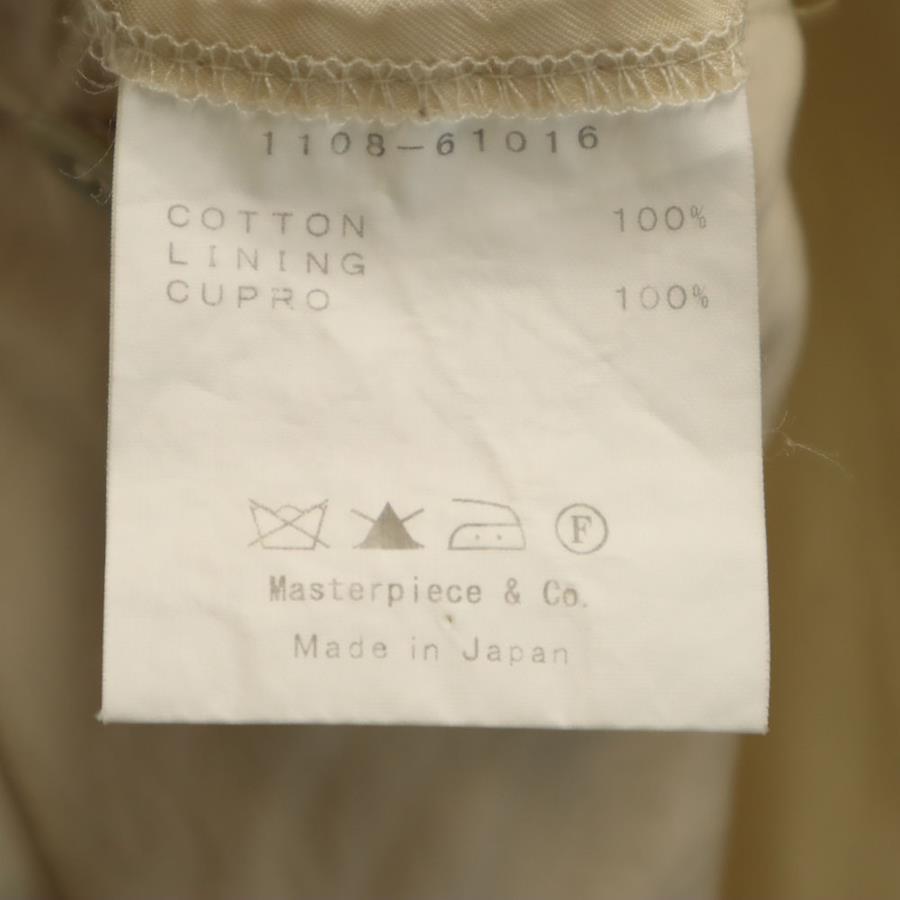 1108-61016
COTTON 100%
LINING
CUPRO 100%
F
Masterpiece & Co.
Made in Japan